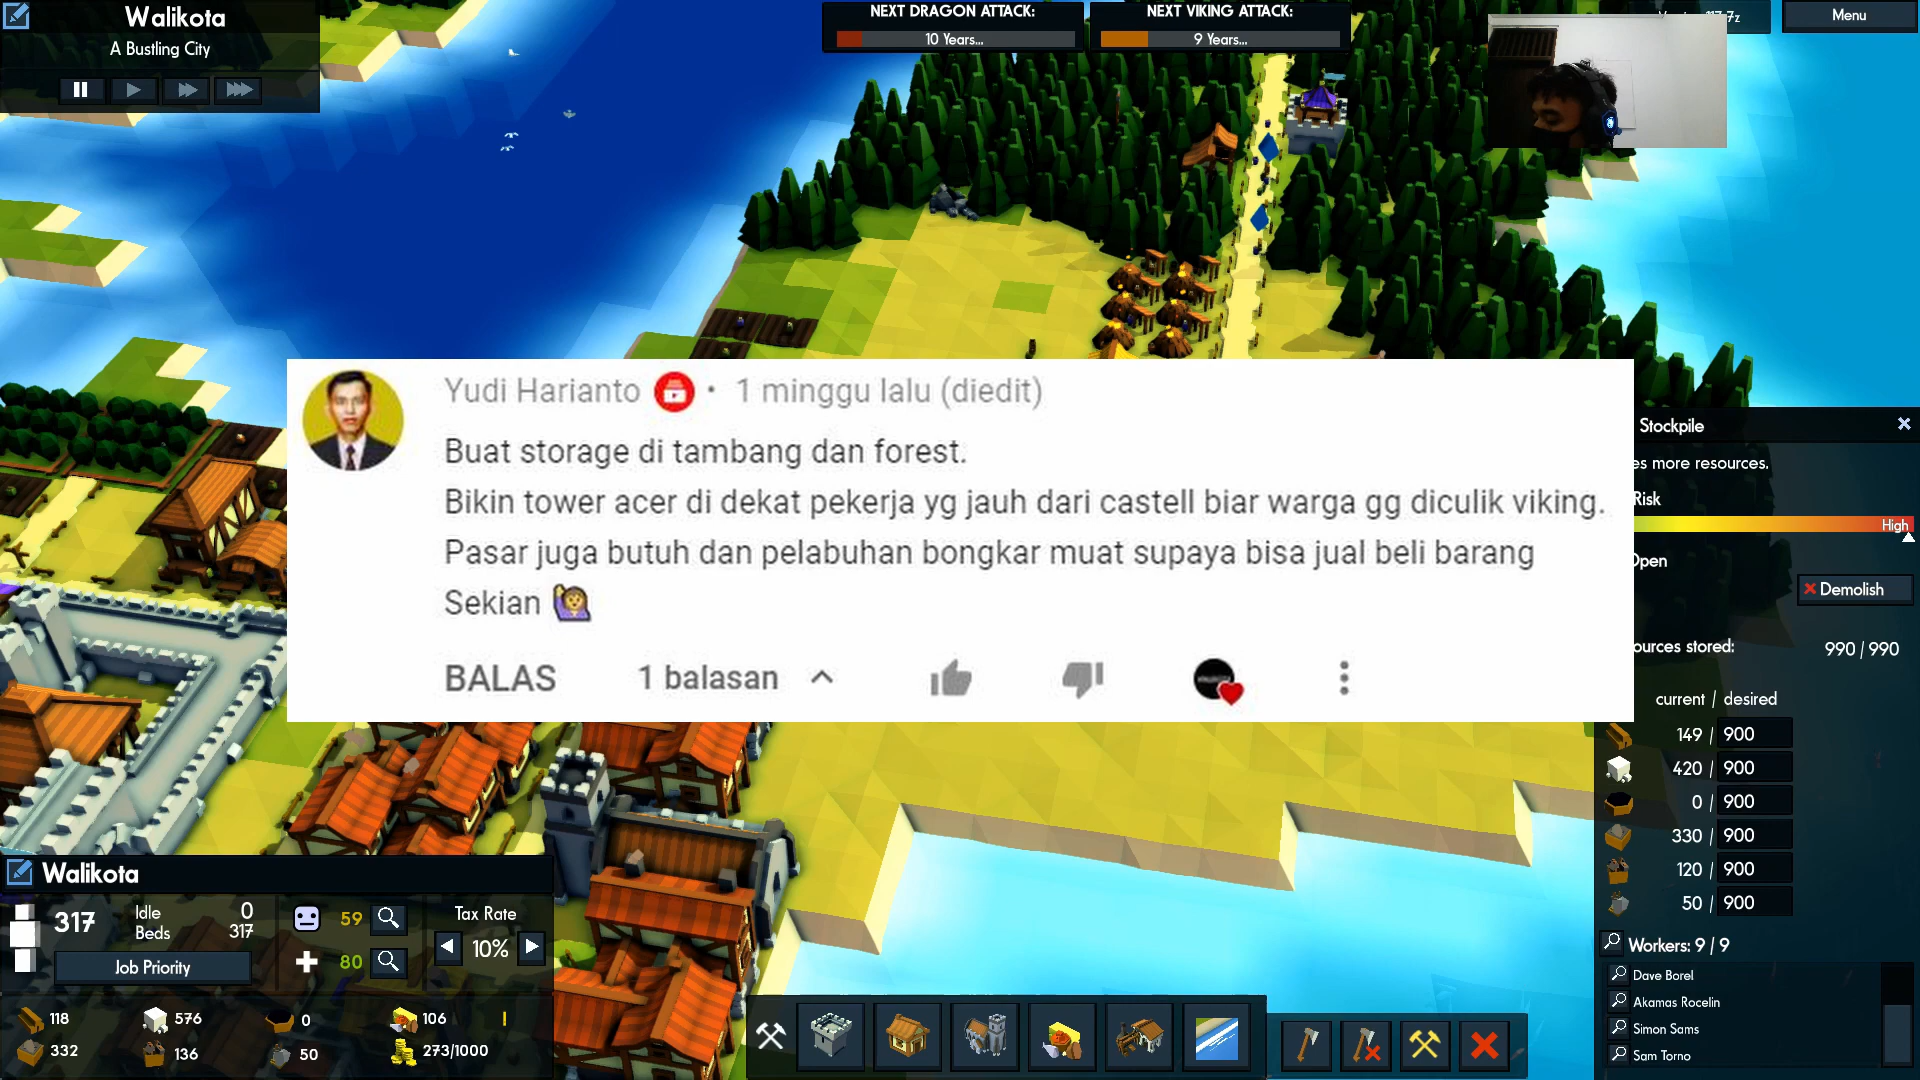 Walikota
A Bustling City
NEXT DRAGON ATTACK:
10 Years...
NEXT VIKING ATTACK:
9 Years...
Menu
Yudi Harianto • 1 minggu lalu (diedit)
Buat storage di tambang dan forest.
Bikin tower acer di dekat pekerja yg jauh dari castell biar warga gg diculik viking.
Pasar juga butuh dan pelabuhan bongkar muat supaya bisa jual beli barang
Sekian
BALAS 1 balasan
Stockpile
es more resources.
Risk
High
Open
Demolish
ources stored: 990 / 990
current / desired
149 / 900
420 / 900
0 / 900
330 / 900
120 / 900
50 / 900
Workers: 9 / 9
Dave Borel
Akamas Rocelin
Simon Sams
Sam Torno
Walikota
317
Idle 0
Beds 317
Job Priority
59
80
Tax Rate
10%
118 576 0 106
332 136 50 273/1000